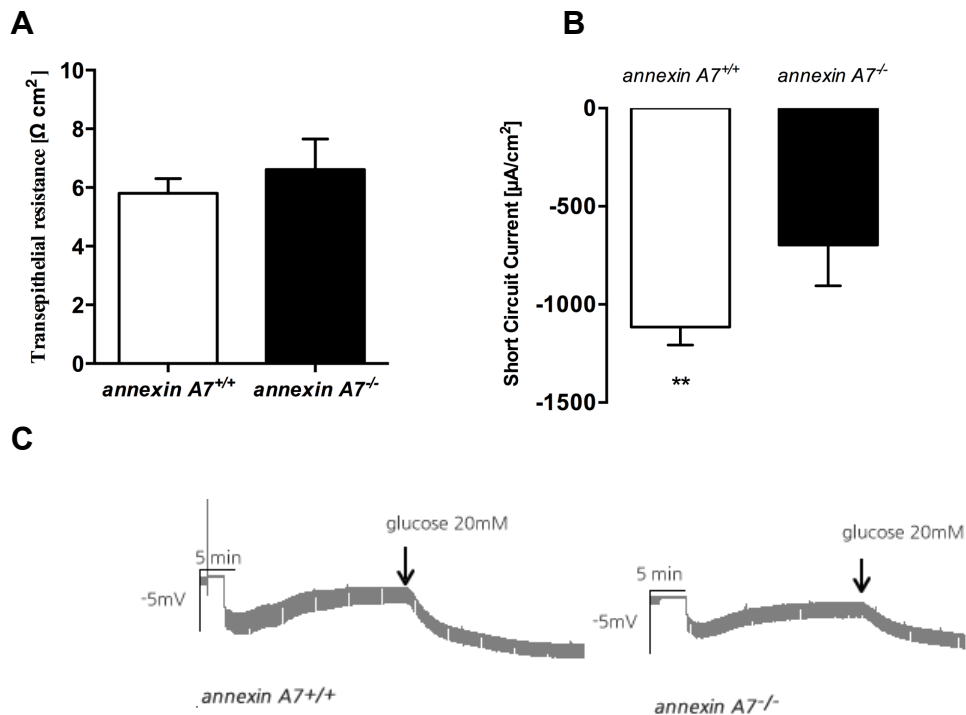 A
Transepithelial resistance [Ω cm²]
10
8
6
4
2
0
annexin A7+/+ annexin A7-/-
B
annexin A7+/+ annexin A7-/-
Short Circuit Current [µA/cm²]
0
-500
-1000
-1500
**
C
glucose 20mM
5 min
-5mV
annexin A7+/+
glucose 20mM
5 min
-5mV
annexin A7-/-